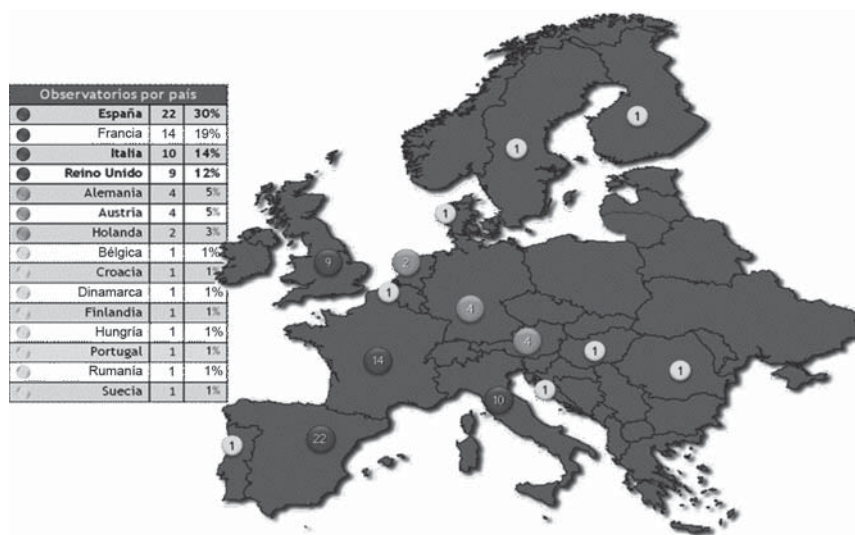 Observatorios por país
España 22 30%
Francia 14 19%
Italia 10 14%
Reino Unido 9 12%
Alemania 4 5%
Austria 4 5%
Holanda 2 3%
Bélgica 1 1%
Croacia 1 1%
Dinamarca 1 1%
Finlandia 1 1%
Hungría 1 1%
Portugal 1 1%
Rumanía 1 1%
Suecia 1 1%
1
1
1
9
2
1
4
4
14
1
1
1
10
22
1